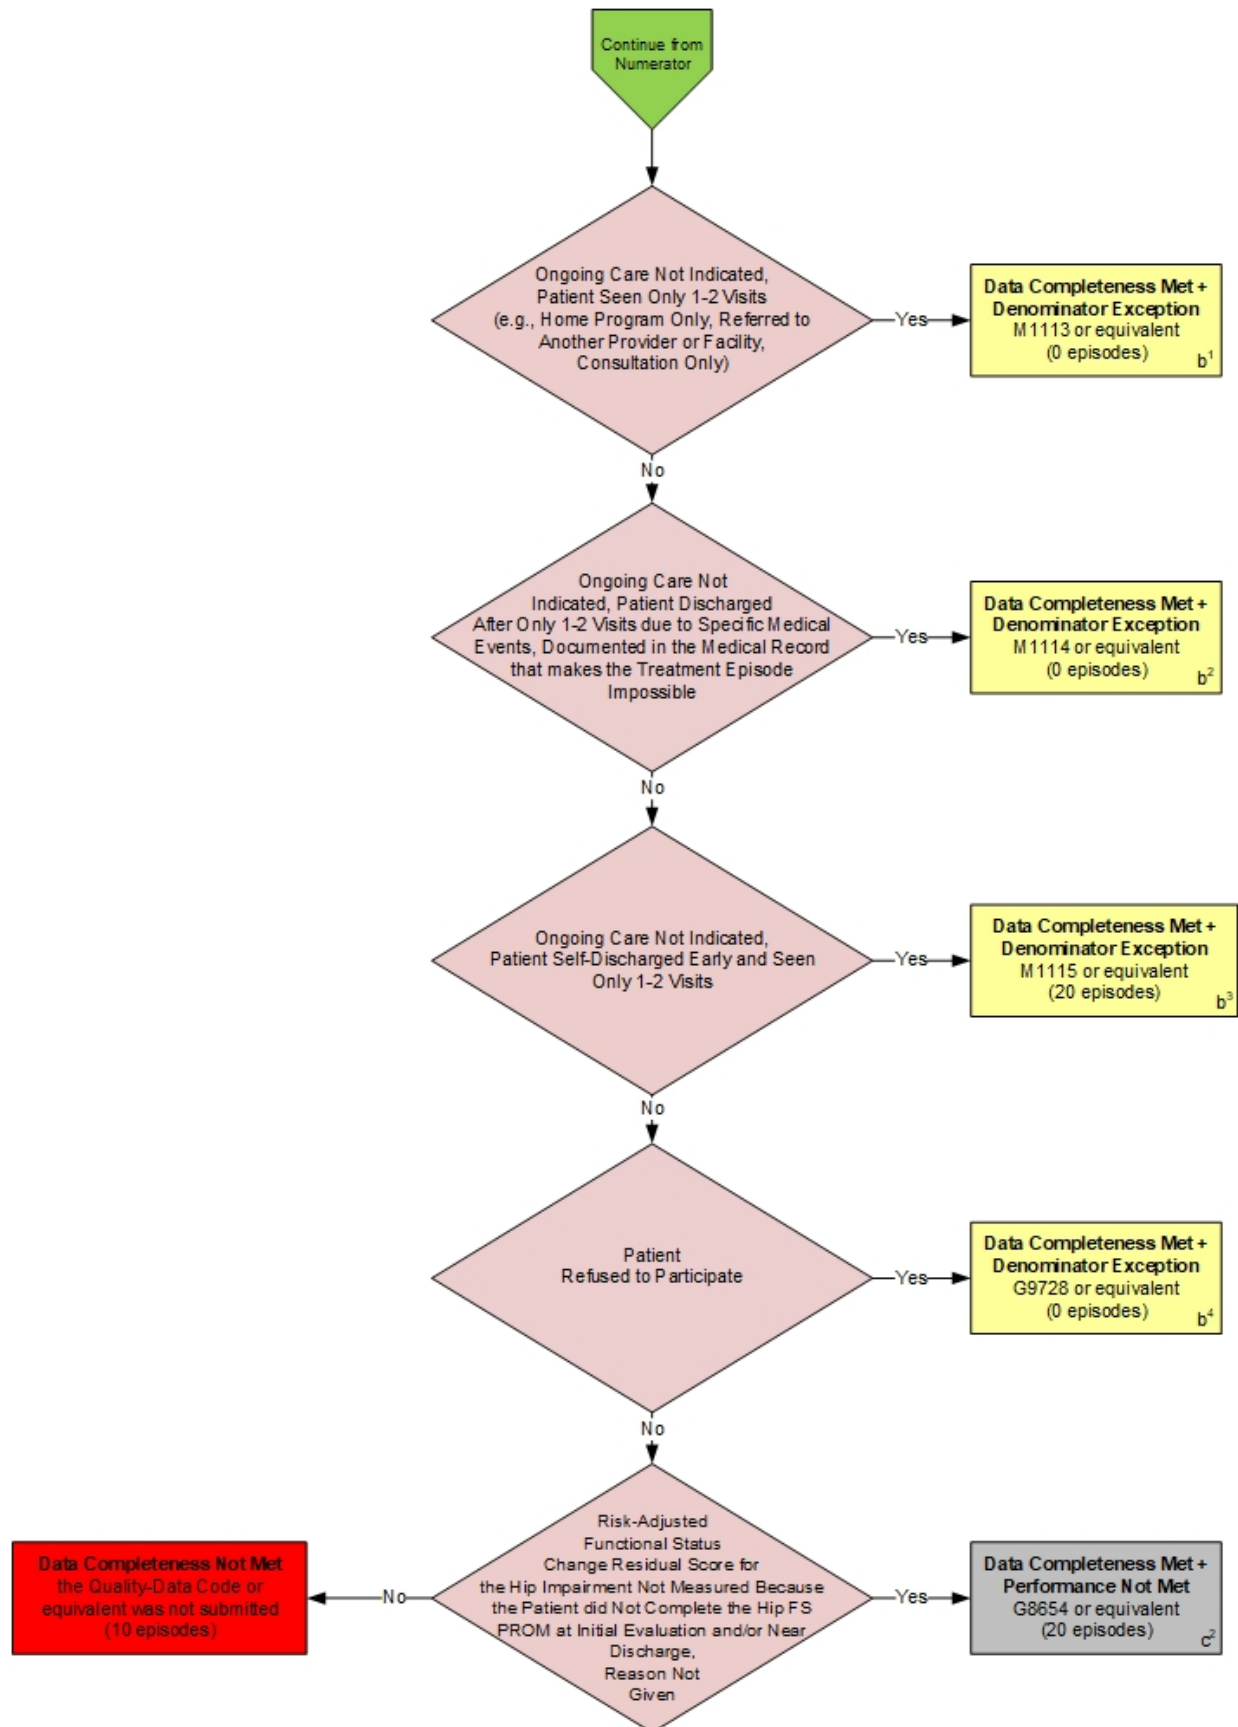 Continue from
Numerator
Ongoing Care Not Indicated,
Patient Seen Only 1-2 Visits
(e.g., Home Program Only, Referred to
Another Provider or Facility,
Consultation Only)
Yes
Data Completeness Met +
Denominator Exception
M1113 or equivalent
(0 episodes)
b¹
No
Ongoing Care Not
Indicated, Patient Discharged
After Only 1-2 Visits due to Specific Medical
Events, Documented in the Medical Record
that makes the Treatment Episode
Impossible
Yes
Data Completeness Met +
Denominator Exception
M1114 or equivalent
(0 episodes)
b²
No
Ongoing Care Not Indicated,
Patient Self-Discharged Early and Seen
Only 1-2 Visits
Yes
Data Completeness Met +
Denominator Exception
M1115 or equivalent
(20 episodes)
b³
No
Patient
Refused to Participate
Yes
Data Completeness Met +
Denominator Exception
G9728 or equivalent
(0 episodes)
b⁴
No
Risk-Adjusted
Functional Status
Change Residual Score for
the Hip Impairment Not Measured Because
the Patient did Not Complete the Hip FS
PROM at Initial Evaluation and/or Near
Discharge,
Reason Not
Given
No
Data Completeness Not Met
the Quality-Data Code or
equivalent was not submitted
(10 episodes)
Yes
Data Completeness Met +
Performance Not Met
G8654 or equivalent
(20 episodes)
c²